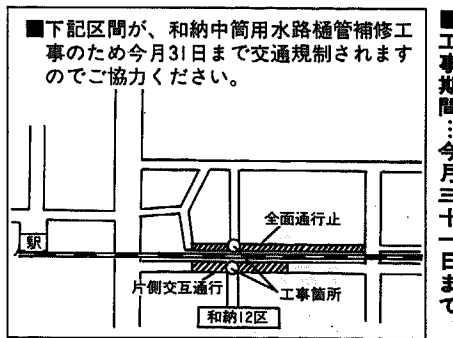 ■下記区間が、和納中筒用水路樋管補修工
事のため今月31日まで交通規制されます
のでご協力ください。
全面通行止
駅
片側交互通行
工事箇所
和納12区
工事期間…今月三十一日まで。